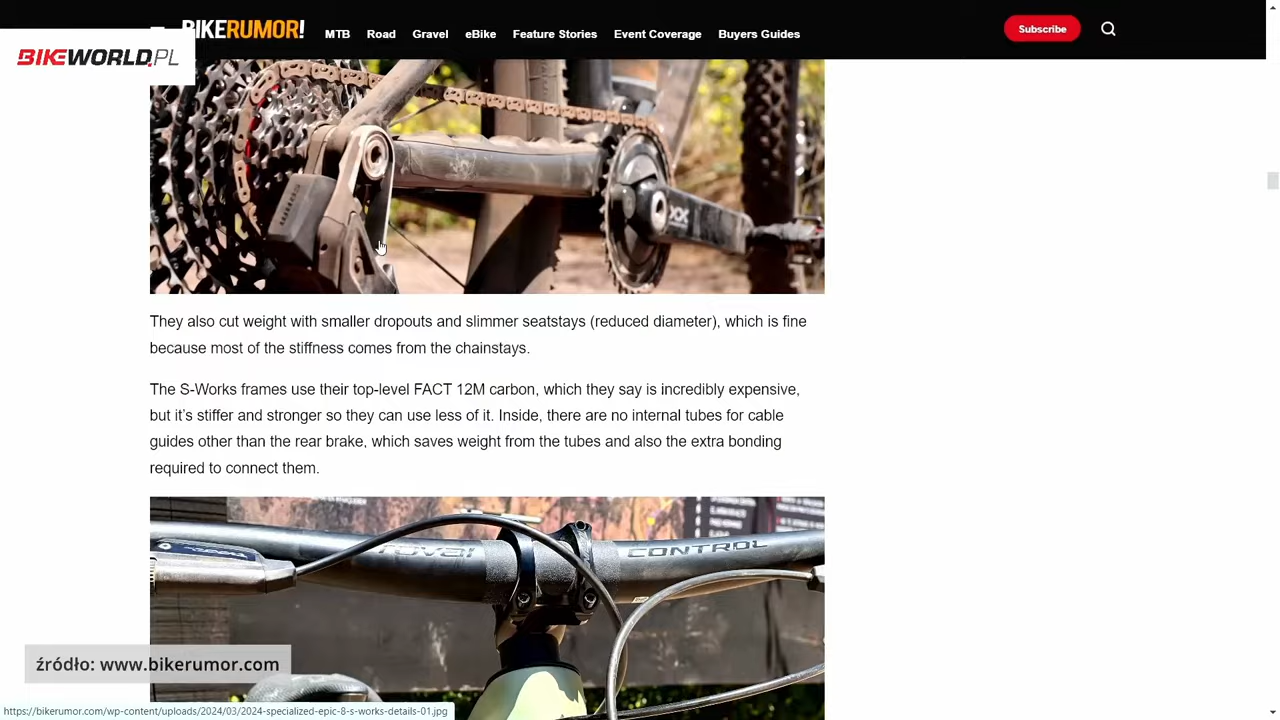 BIKERUMOR!
MTB Road Gravel eBike Feature Stories Event Coverage Buyers Guides
Subscribe
BIKEWORLD.PL
XX
They also cut weight with smaller dropouts and slimmer seatstays (reduced diameter), which is fine
because most of the stiffness comes from the chainstays.
The S-Works frames use their top-level FACT 12M carbon, which they say is incredibly expensive,
but it’s stiffer and stronger so they can use less of it. Inside, there are no internal tubes for cable
guides other than the rear brake, which saves weight from the tubes and also the extra bonding
required to connect them.
roval CONTROL
źródło: www.bikerumor.com
https://bikerumor.com/wp-content/uploads/2024/03/2024-specialized-epic-8-s-works-details-01.jpg